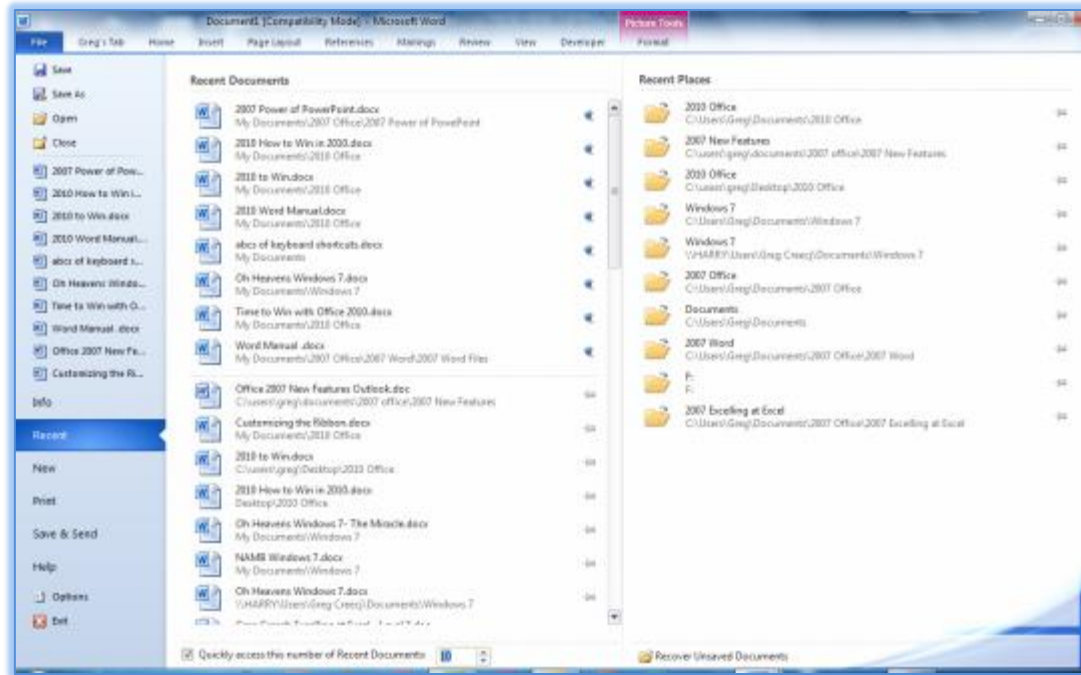 Document1 [Compatibility Mode] - Microsoft Word
Picture Tools
File
Greg's Tab
Home
Insert
Page Layout
References
Mailings
Review
View
Developer
Format
Save
Save As
Open
Close
2007 Power of Pow...
2010 How to Win i...
2010 to Win.docx
2010 Word Manual....
abcs of keyboard s...
Oh Heavens Windo...
Time to Win with O...
Word Manual .docx
Office 2007 New Fe...
Customizing the Ri...
Info
Recent
New
Print
Save & Send
Help
Options
Exit
Recent Documents
2007 Power of PowerPoint.docx
My Documents\2007 Office\2007 Power of PowerPoint
2010 How to Win in 2010.docx
My Documents\2010 Office
2010 to Win.docx
My Documents\2010 Office
2010 Word Manual.docx
My Documents\2010 Office
abcs of keyboard shortcuts.docx
My Documents
Oh Heavens Windows 7.docx
My Documents\Windows 7
Time to Win with Office 2010.docx
My Documents\2010 Office
Word Manual .docx
My Documents\2007 Office\2007 Word\2007 Word Files
Office 2007 New Features Outlook.doc
C:\users\greg\documents\2007 office\2007 New Features
Customizing the Ribbon.docx
My Documents\2010 Office
2010 to Win.docx
C:\users\greg\Desktop\2010 Office
2010 How to Win in 2010.docx
Desktop\2010 Office
Oh Heavens Windows 7- The Miracle.docx
My Documents\Windows 7
NAMB Windows 7.docx
My Documents\Windows 7
Oh Heavens Windows 7.docx
\\HARRY\Users\Greg Creecy\Documents\Windows 7
Quickly access this number of Recent Documents: 10
Recent Places
2010 Office
C:\Users\Greg\Documents\2010 Office
2007 New Features
C:\users\greg\documents\2007 office\2007 New Features
2010 Office
C:\users\greg\Desktop\2010 Office
Windows 7
C:\Users\Greg\Documents\Windows 7
Windows 7
\\HARRY\Users\Greg Creecy\Documents\Windows 7
2007 Office
C:\Users\Greg\Documents\2007 Office
Documents
C:\Users\Greg\Documents
2007 Word
C:\Users\Greg\Documents\2007 Office\2007 Word
F:
F:
2007 Excelling at Excel
C:\Users\Greg\Documents\2007 Office\2007 Excelling at Excel
Recover Unsaved Documents